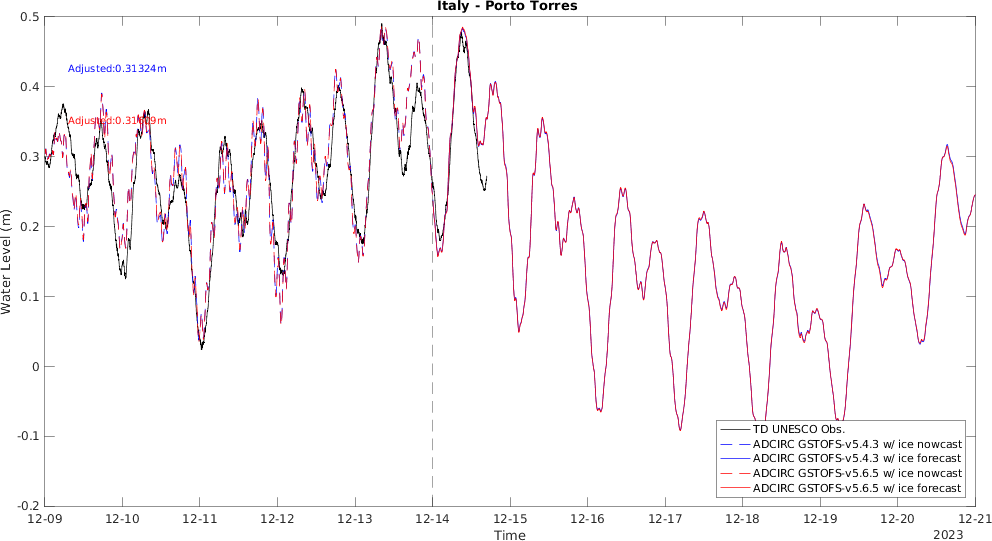 Italy - Porto Torres
0.5
0.4
0.3
0.2
0.1
0
-0.1
-0.2
Water Level (m)
Adjusted:0.31324m
TD UNESCO Obs.
ADCIRC GSTOFS-v5.4.3 w/ ice nowcast
ADCIRC GSTOFS-v5.4.3 w/ ice forecast
ADCIRC GSTOFS-v5.6.5 w/ ice nowcast
ADCIRC GSTOFS-v5.6.5 w/ ice forecast
12-09 12-10 12-11 12-12 12-13 12-14 12-15 12-16 12-17 12-18 12-19 12-20 12-21
Time
2023